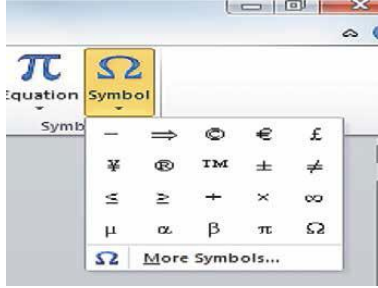 π Ω
Equation Symbol
Symb
– ⇒ © € £
¥ ® ™ ± ≠
≤ ≥ + × ∞
µ α β π Ω
Ω More Symbols...